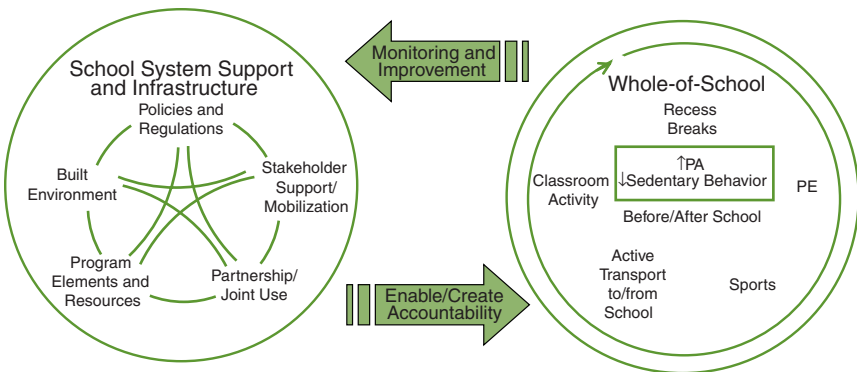 School System Support
and Infrastructure
Policies and
Regulations
Built
Environment
Stakeholder
Support/
Mobilization
Program
Elements and
Resources
Partnership/
Joint Use
Monitoring and
Improvement
Enable/Create
Accountability
Whole-of-School
Recess
Breaks
↑PA
↓Sedentary Behavior
Classroom
Activity
PE
Before/After School
Active
Transport
to/from
School
Sports